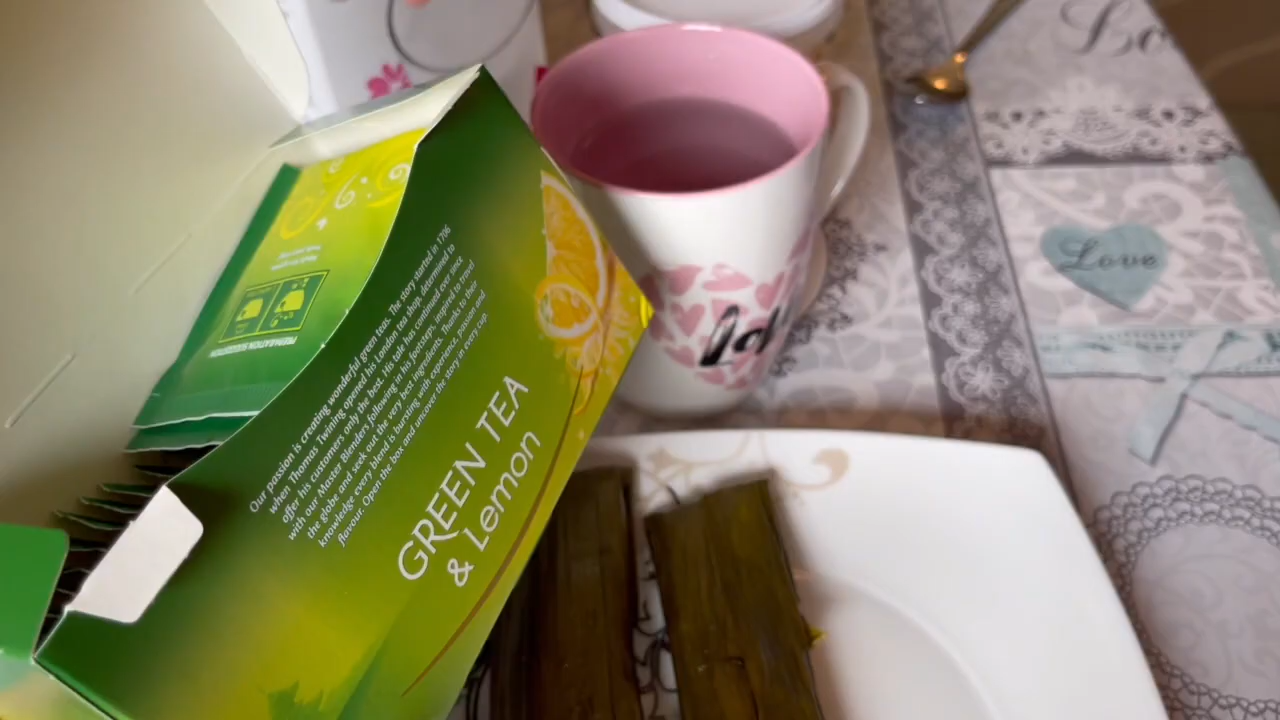 Our passion is creating wonderful green teas. The story started in 1706
when Thomas Twining opened his London tea shop, determined to
offer his customers only the best. His tale has continued ever since
with our Master Blenders following in his footsteps, inspired to travel
the globe and seek out the very best ingredients. Thanks to their
knowledge every blend is bursting with experience, passion and
flavour. Open the box and uncover the story in every cup.
GREEN TEA
& Lemon
PREPARATION SUGGESTION
Love